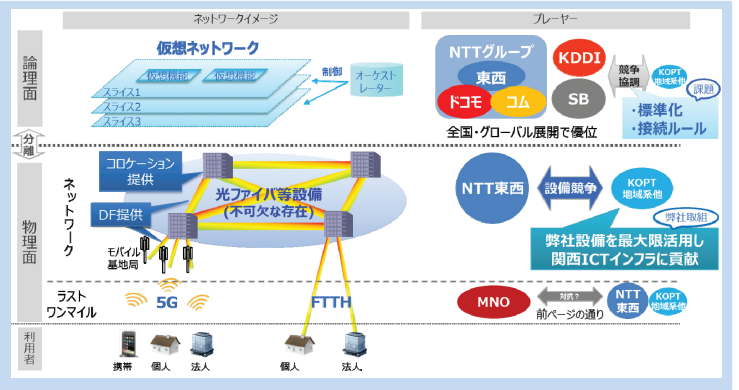 ネットワークイメージ
プレーヤー
論理面
仮想ネットワーク
仮想機能
仮想機能
スライス1
スライス2
スライス3
制御
オーケスト
レーター
NTTグループ
東西
ドコモ
コム
KDDI
SB
競争
協調
KOPT
地域系他
課題
・標準化
・接続ルール
全国・グローバル展開で優位
分離
物理面
ネットワーク
コロケーション
提供
DF提供
光ファイバ等設備
(不可欠な存在)
モバイル
基地局
NTT東西
設備競争
KOPT
地域系他
弊社取組
弊社設備を最大限活用し
関西ICTインフラに貢献
ラスト
ワンマイル
5G
FTTH
MNO
対抗？
前ページの通り
NTT
東西
KOPT
地域系他
利用者
携帯
個人
法人
個人
法人